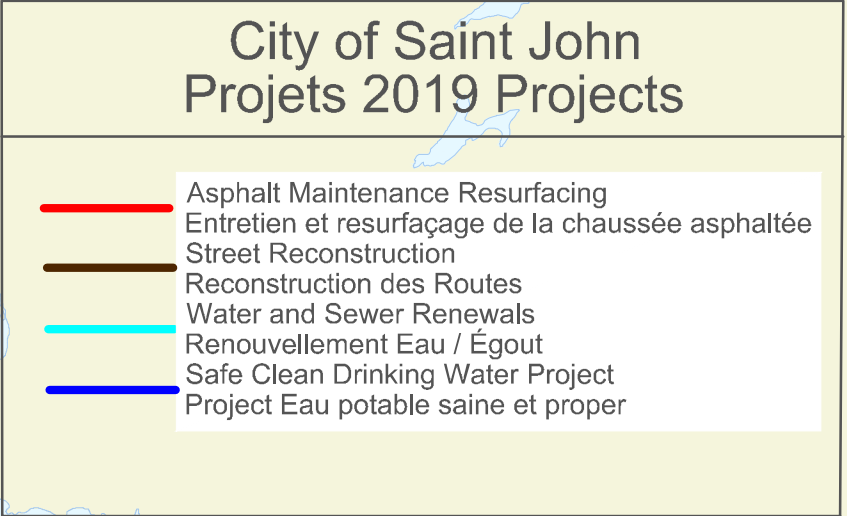 City of Saint John
Projets 2019 Projects
Asphalt Maintenance Resurfacing
Entretien et resurfaçage de la chaussée asphaltée
Street Reconstruction
Reconstruction des Routes
Water and Sewer Renewals
Renouvellement Eau / Égout
Safe Clean Drinking Water Project
Project Eau potable saine et proper